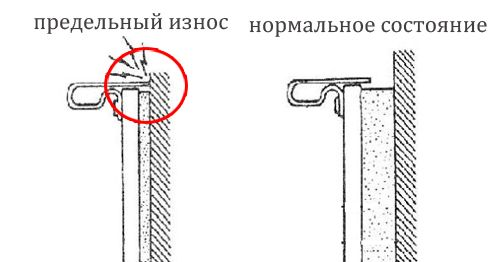 предельный износ
нормальное состояние